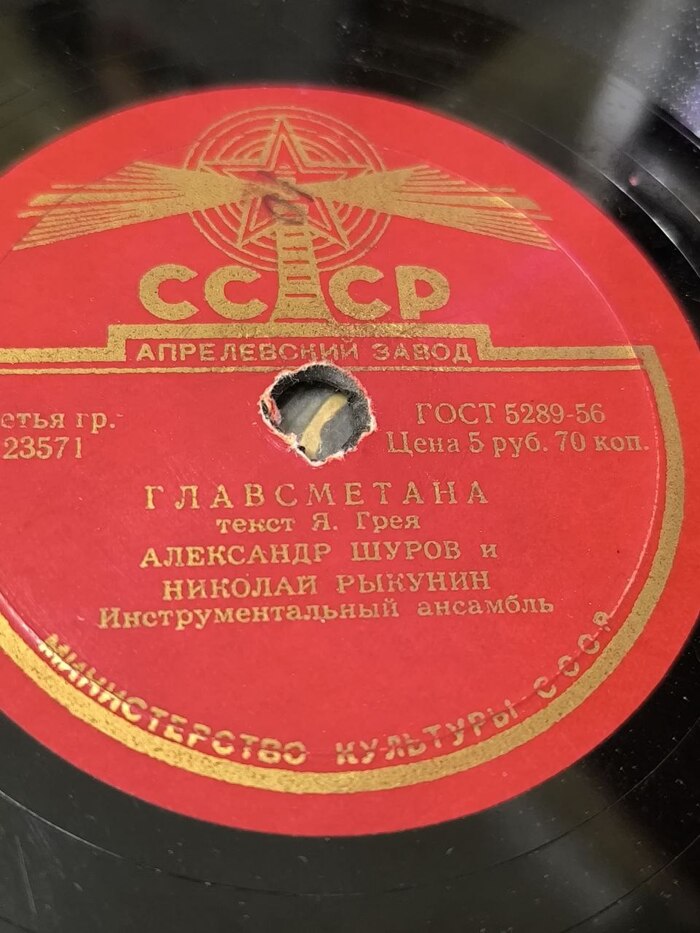 СССР
АПРЕЛЕВСКИЙ ЗАВОД
етья гр.
23571
ГОСТ 5289-56
Цена 5 руб. 70 коп.
ГЛАВСМЕТАНА
текст Я. Грея
АЛЕКСАНДР ШУРОВ и
НИКОЛАЙ РЫКУНИН
Инструментальный ансамбль
МИНИСТЕРСТВО КУЛЬТУРЫ СССР